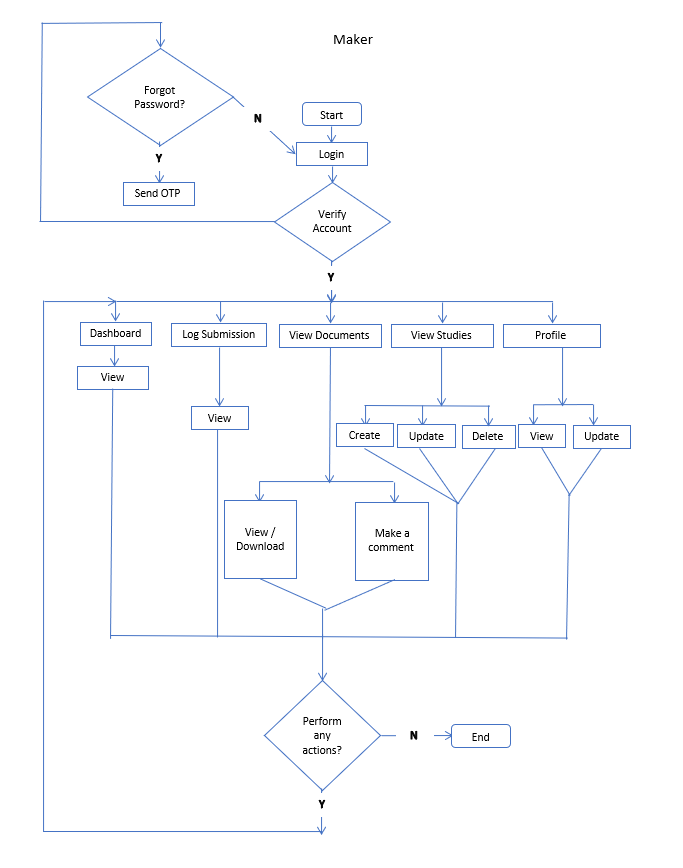 Maker
Forgot
Password?
N
Start
Login
Y
Send OTP
Verify
Account
Y
Dashboard
Log Submission
View Documents
View Studies
Profile
View
View
Create
Update
Delete
View
Update
View /
Download
Make a
comment
Perform
any
actions?
N
End
Y